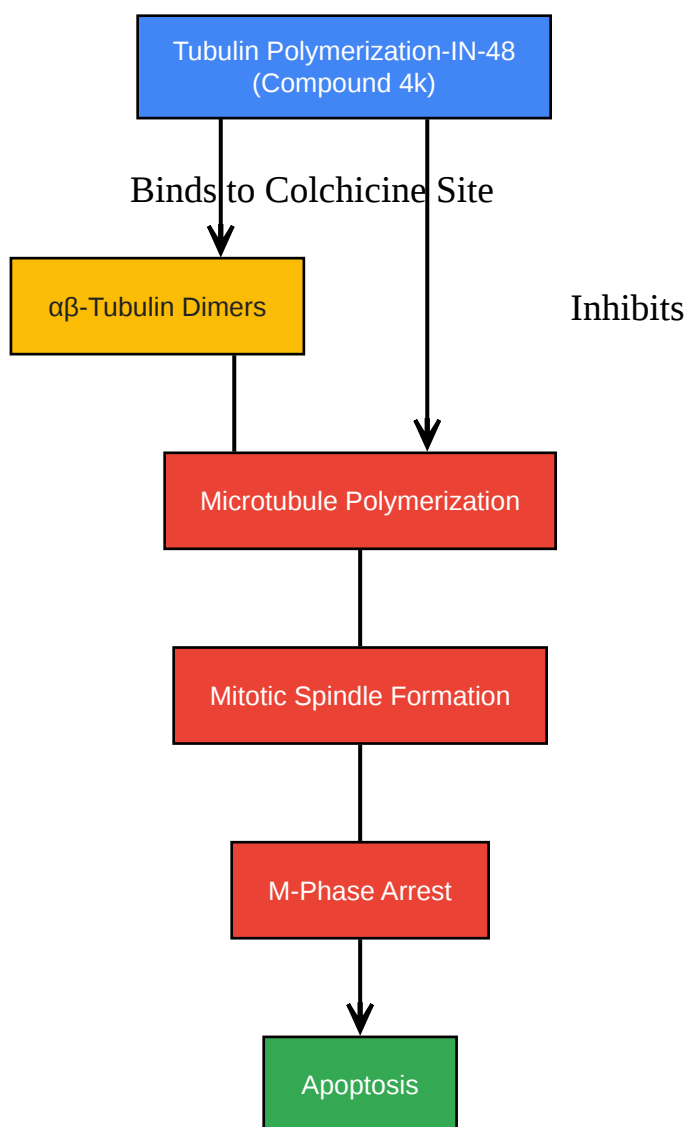 Tubulin Polymerization-IN-48
(Compound 4k)
Binds to Colchicine Site
αβ-Tubulin Dimers
Inhibits
Microtubule Polymerization
Mitotic Spindle Formation
M-Phase Arrest
Apoptosis